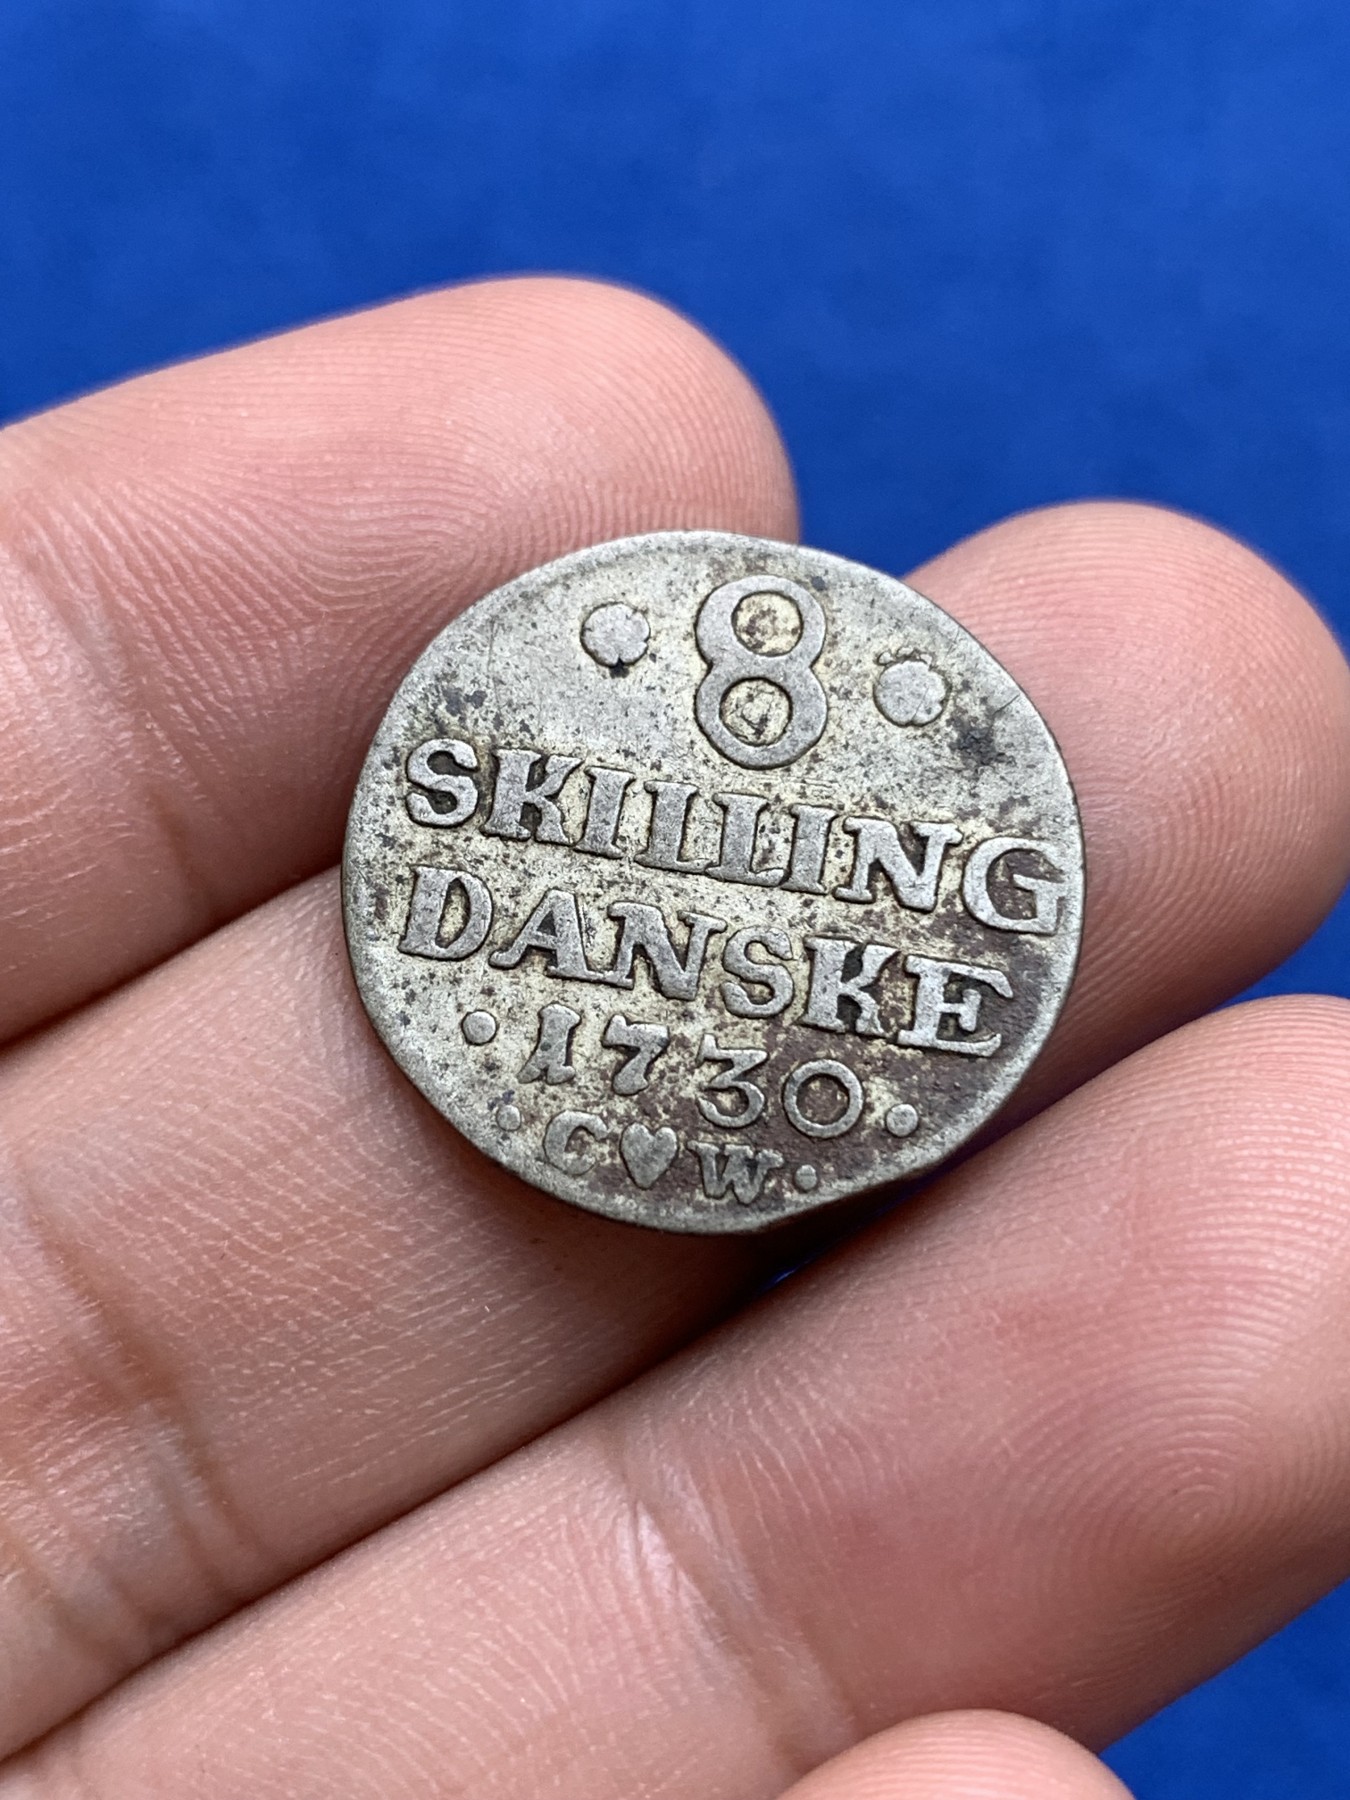 8
SKILLING
DANSKE
·1730·
·C♥W·